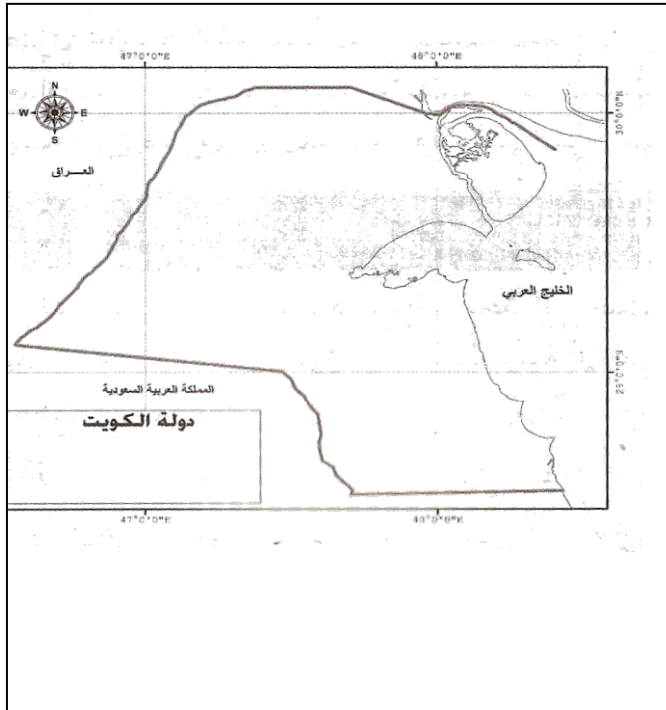 47°0'0"E
48°0'0"E
N
W E
S
30°0'0"N
العـــراق
الخليج العربي
29°0'0"N
المملكة العربية السعودية
دولة الكويت
47°0'0"E
48°0'0"E